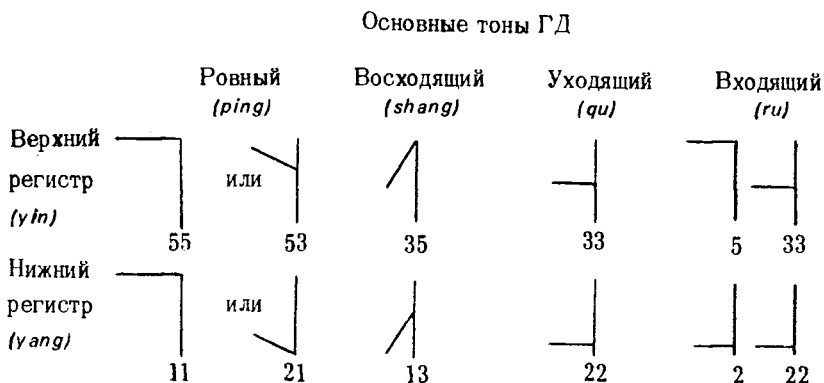 Основные тоны ГД
Ровный Восходящий Уходящий Входящий
(ping) (shang) (qu) (ru)
Верхний
регистр или
(yin)
55 53 35 33 5 33
Нижний
регистр или
(yang)
11 21 13 22 2 22